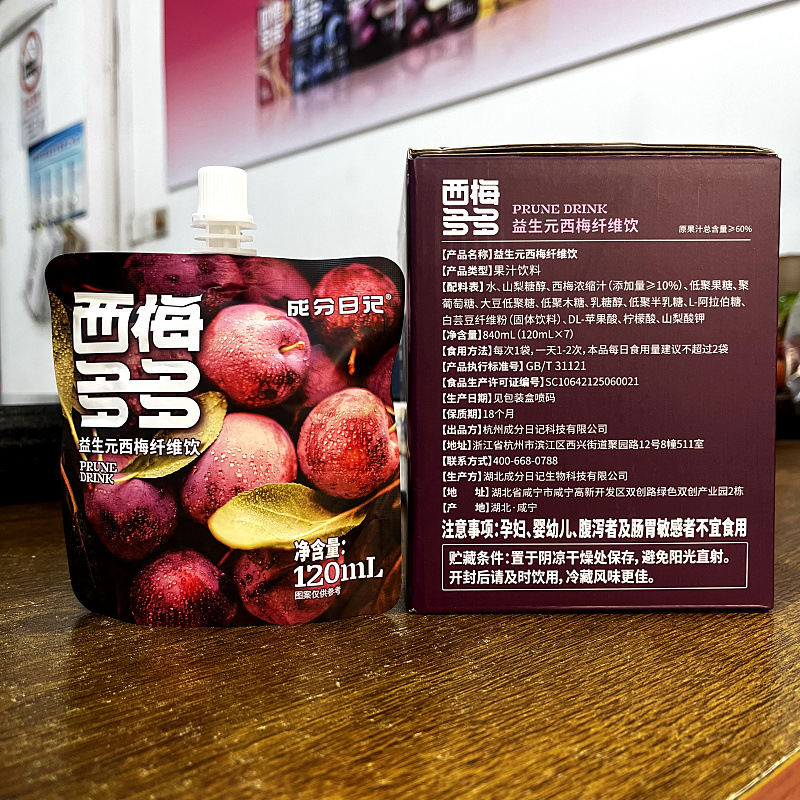 西梅
多多
益生元西梅纤维饮
PRUNE
DRINK
成分日记®
净含量:
120mL
图案仅供参考
西梅
多多
PRUNE DRINK
益生元西梅纤维饮
原果汁总含量≥60%
【产品名称】益生元西梅纤维饮
【产品类型】果汁饮料
【配料表】水、山梨糖醇、西梅浓缩汁（添加量≥10%）、低聚果糖、聚
葡萄糖、大豆低聚糖、低聚木糖、乳糖醇、低聚半乳糖、L-阿拉伯糖、
白芸豆纤维粉（固体饮料）、DL-苹果酸、柠檬酸、山梨酸钾
【净含量】840mL（120mL×7）
【食用方法】每次1袋，一天1-2次，本品每日食用量建议不超过2袋
【产品执行标准号】GB/T 31121
【食品生产许可证编号】SC10642125060021
【生产日期】见包装盒喷码
【保质期】18个月
【出品方】杭州成分日记科技有限公司
【地址】浙江省杭州市滨江区西兴街道聚园路12号8幢511室
【联系方式】400-668-0788
【生产方】湖北成分日记生物科技有限公司
【地 址】湖北省咸宁市咸宁高新开发区双创路绿色双创产业园2栋
【产 地】湖北·咸宁
注意事项:孕妇、婴幼儿、腹泻者及肠胃敏感者不宜食用
贮藏条件:置于阴凉干燥处保存,避免阳光直射。
开封后请及时饮用,冷藏风味更佳。